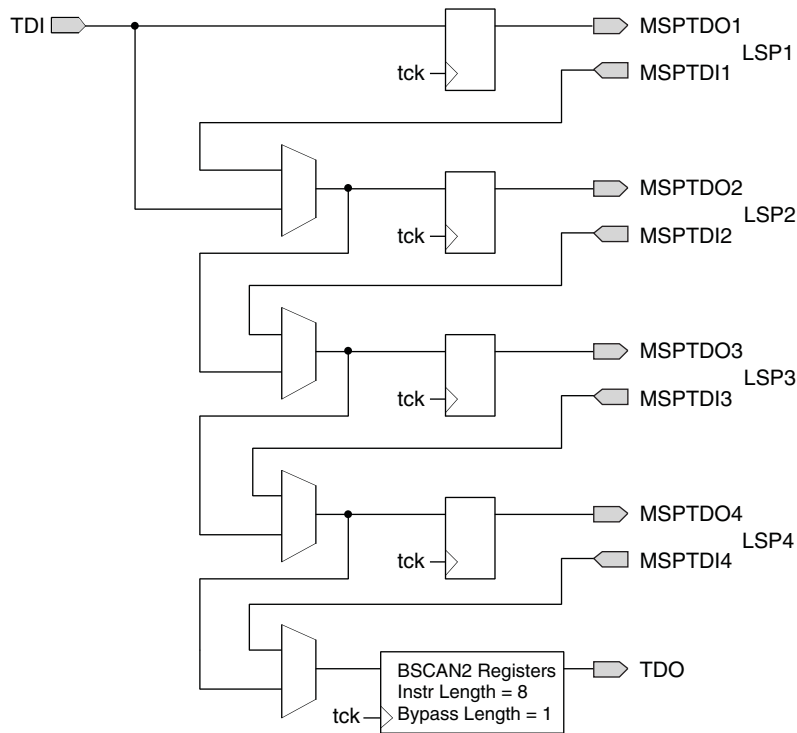 TDI
MSPTDO1
LSP1
tck
MSPTDI1
MSPTDO2
LSP2
tck
MSPTDI2
MSPTDO3
LSP3
tck
MSPTDI3
MSPTDO4
LSP4
tck
MSPTDI4
BSCAN2 Registers
TDO
Instr Length = 8
tck
Bypass Length = 1